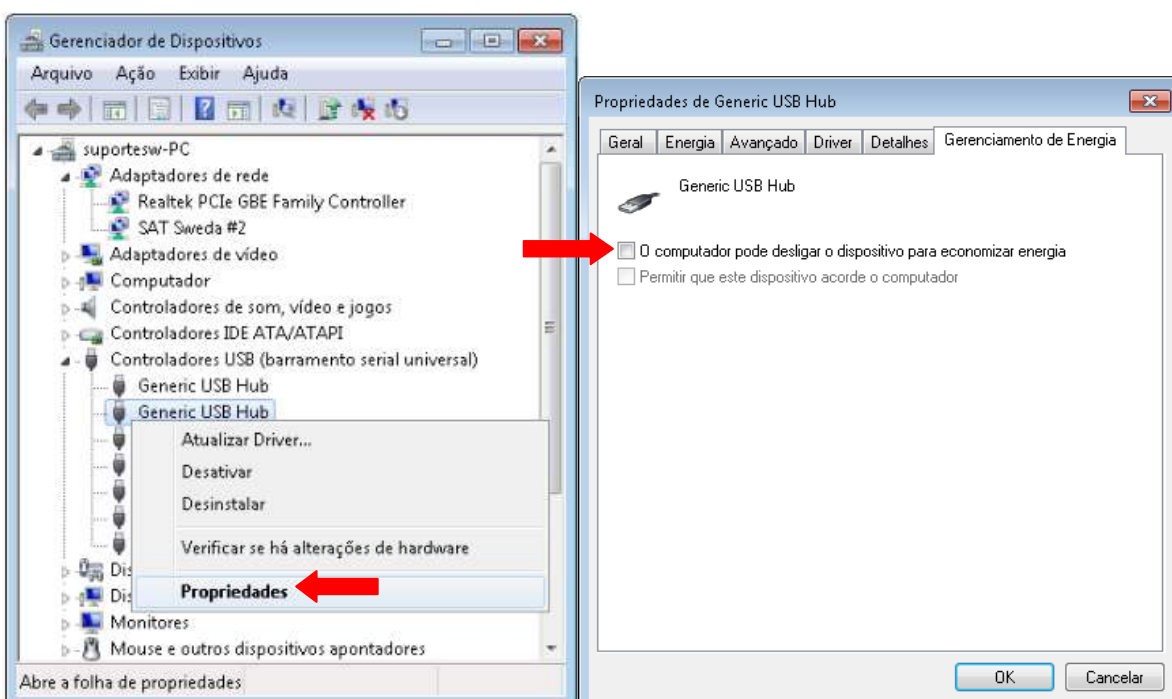 Gerenciador de Dispositivos
Arquivo Ação Exibir Ajuda
suportesw-PC
Adaptadores de rede
Realtek PCIe GBE Family Controller
SAT Sweda #2
Adaptadores de vídeo
Computador
Controladores de som, vídeo e jogos
Controladores IDE ATA/ATAPI
Controladores USB (barramento serial universal)
Generic USB Hub
Generic USB Hub
Atualizar Driver...
Desativar
Desinstalar
Verificar se há alterações de hardware
Dis
Propriedades
Dis
Monitores
Mouse e outros dispositivos apontadores
Abre a folha de propriedades
Propriedades de Generic USB Hub
Geral Energia Avançado Driver Detalhes Gerenciamento de Energia
Generic USB Hub
O computador pode desligar o dispositivo para economizar energia
Permitir que este dispositivo acorde o computador
OK Cancelar